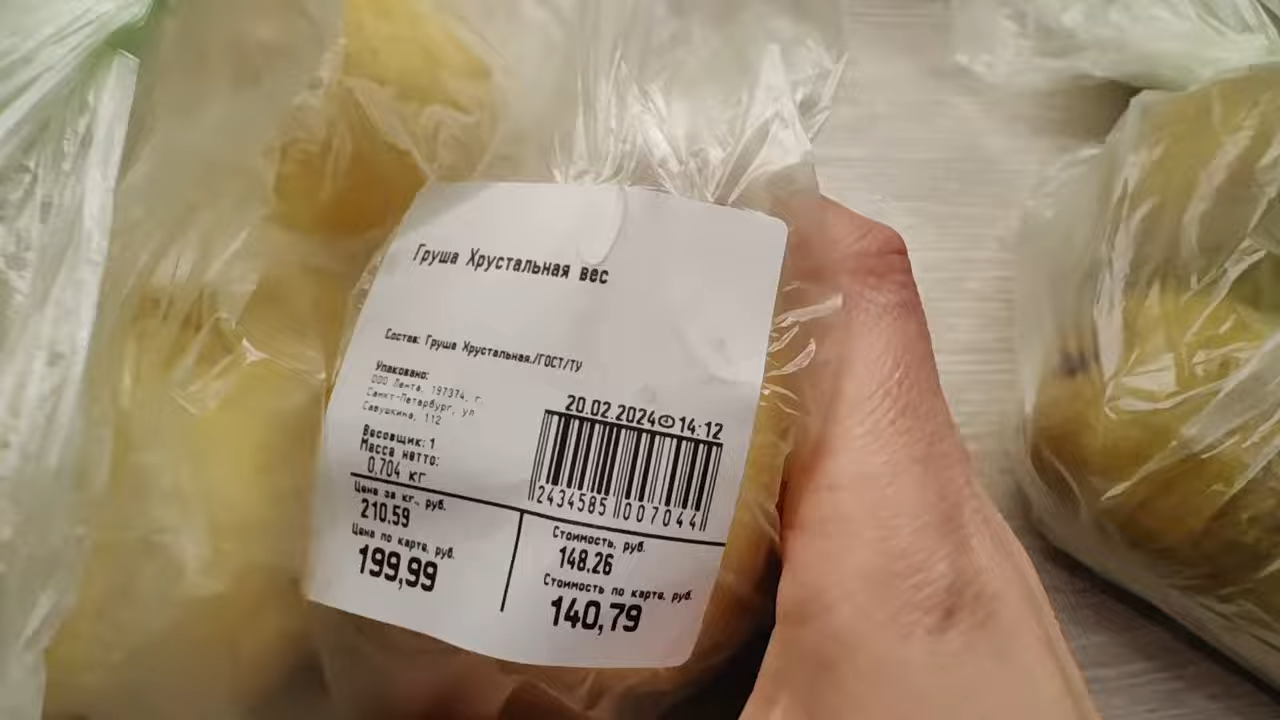 Груша Хрустальная вес
Состав: Груша Хрустальная./ГОСТ/ТУ
Упаковано:
ООО Лента, 197374, г.
Санкт-Петербург, ул
Савушкина, 112
Весовщик: 1
Масса нетто:
0,704 кг
20.02.2024 14:12
2434585 007044
Цена за кг., руб.
210.59
Цена по карте, руб.
199,99
Стоимость, руб.
148.26
Стоимость по карте, руб.
140,79